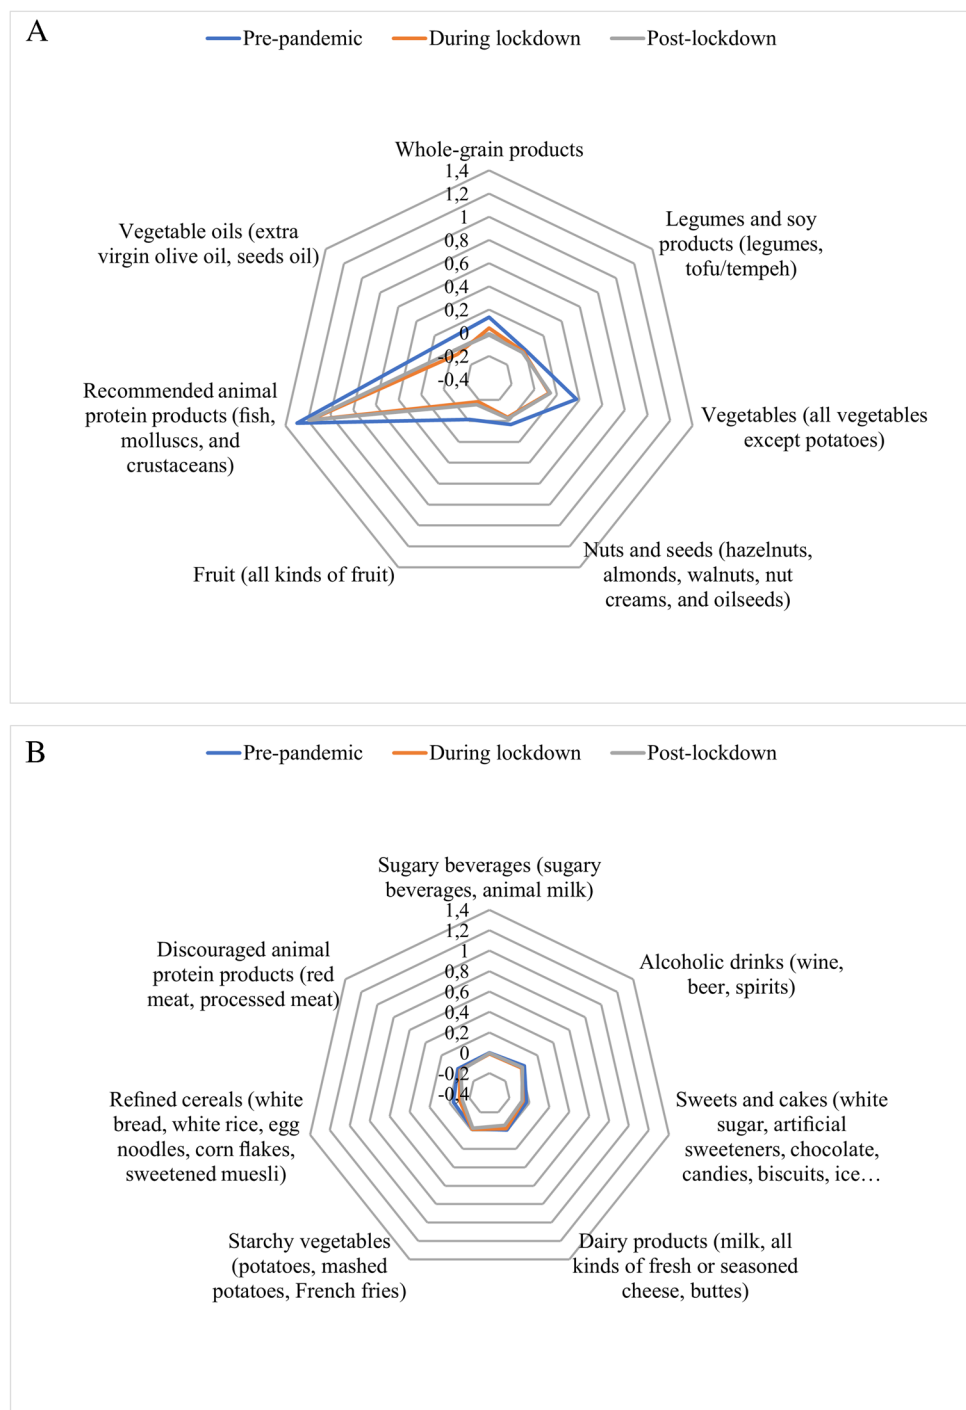 A
Pre-pandemic During lockdown Post-lockdown
Whole-grain products
1,4
1,2
1
0,8
0,6
0,4
0,2
0
-0,2
-0,4
Legumes and soy
products (legumes,
tofu/tempeh)
Vegetables (all vegetables
except potatoes)
Nuts and seeds (hazelnuts,
almonds, walnuts, nut
creams, and oilseeds)
Fruit (all kinds of fruit)
Recommended animal
protein products (fish,
molluscs, and
crustaceans)
Vegetable oils (extra
virgin olive oil, seeds oil)
B
Pre-pandemic During lockdown Post-lockdown
Sugary beverages (sugary
beverages, animal milk)
1,4
1,2
1
0,8
0,6
0,4
0,2
0
-0,2
-0,4
Alcoholic drinks (wine,
beer, spirits)
Sweets and cakes (white
sugar, artificial
sweeteners, chocolate,
candies, biscuits, ice…
Dairy products (milk, all
kinds of fresh or seasoned
cheese, buttes)
Starchy vegetables
(potatoes, mashed
potatoes, French fries)
Refined cereals (white
bread, white rice, egg
noodles, corn flakes,
sweetened muesli)
Discouraged animal
protein products (red
meat, processed meat)